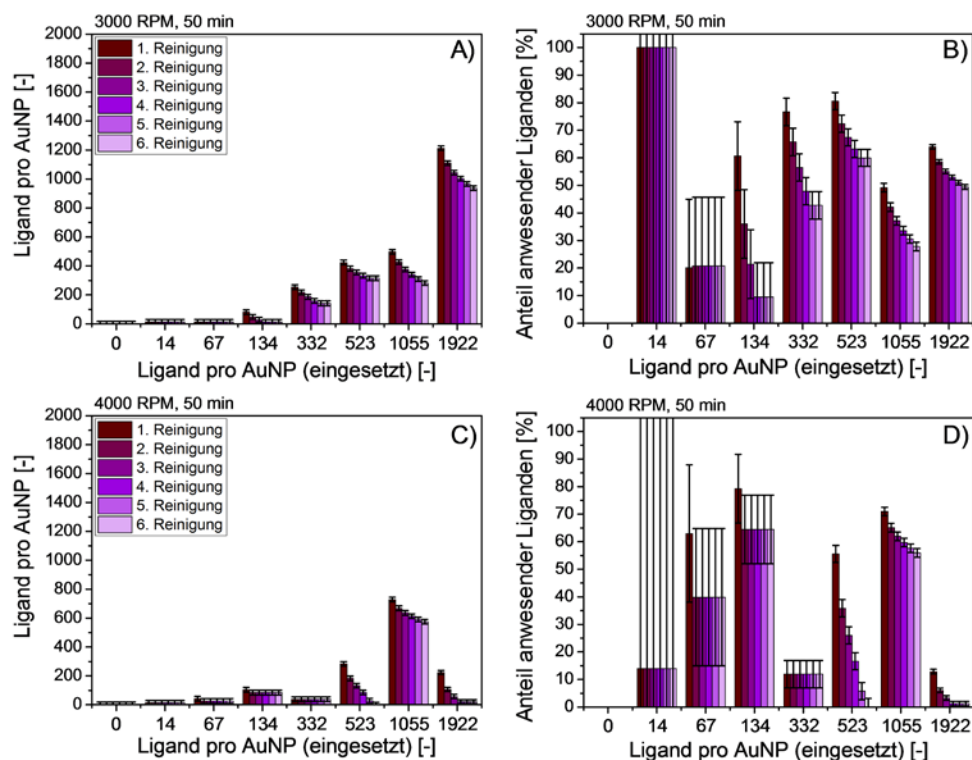 3000 RPM, 50 min
A)
Ligand pro AuNP [-]
2000
1800
1600
1400
1200
1000
800
600
400
200
0
1. Reinigung
2. Reinigung
3. Reinigung
4. Reinigung
5. Reinigung
6. Reinigung
0 14 67 134 332 523 1055 1922
Ligand pro AuNP (eingesetzt) [-]
B)
Anteil anwesender Liganden [%]
100
90
80
70
60
50
40
30
20
10
0
0 14 67 134 332 523 1055 1922
Ligand pro AuNP (eingesetzt) [-]
4000 RPM, 50 min
C)
Ligand pro AuNP [-]
2000
1800
1600
1400
1200
1000
800
600
400
200
0
1. Reinigung
2. Reinigung
3. Reinigung
4. Reinigung
5. Reinigung
6. Reinigung
0 14 67 134 332 523 1055 1922
Ligand pro AuNP (eingesetzt) [-]
4000 RPM, 50 min
D)
Anteil anwesender Liganden [%]
100
90
80
70
60
50
40
30
20
10
0
0 14 67 134 332 523 1055 1922
Ligand pro AuNP (eingesetzt) [-]